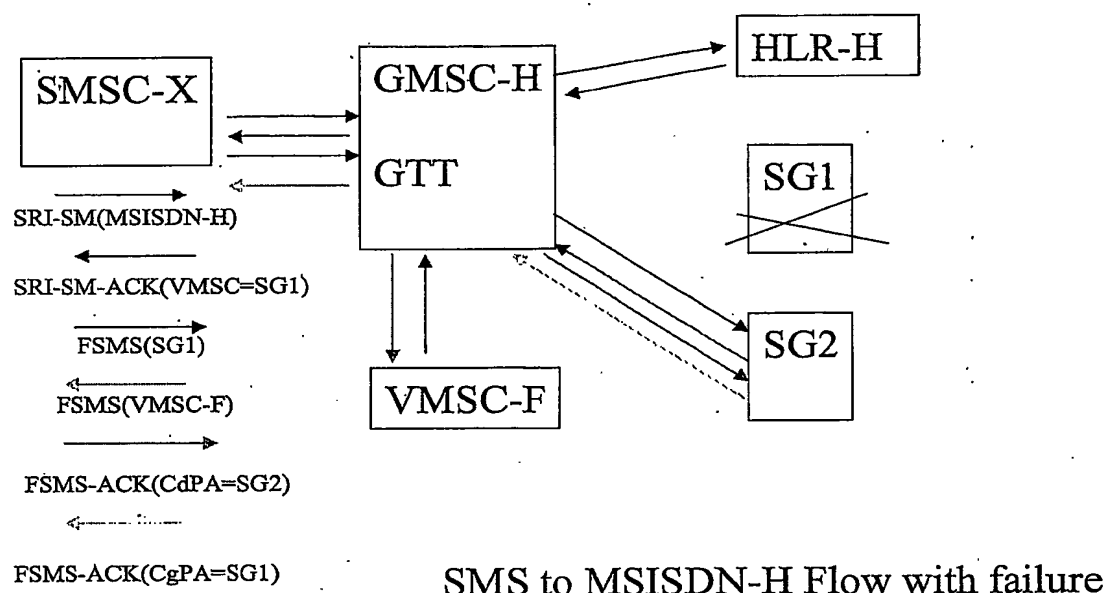 SMSC-X
GMSC-H
GTT
HLR-H
SG1
SG2
VMSC-F
SRI-SM(MSISDN-H)
SRI-SM-ACK(VMSC=SG1)
FSMS(SG1)
FSMS(VMSC-F)
FSMS-ACK(CdPA=SG2)
FSMS-ACK(CgPA=SG1)
SMS to MSISDN-H Flow with failure